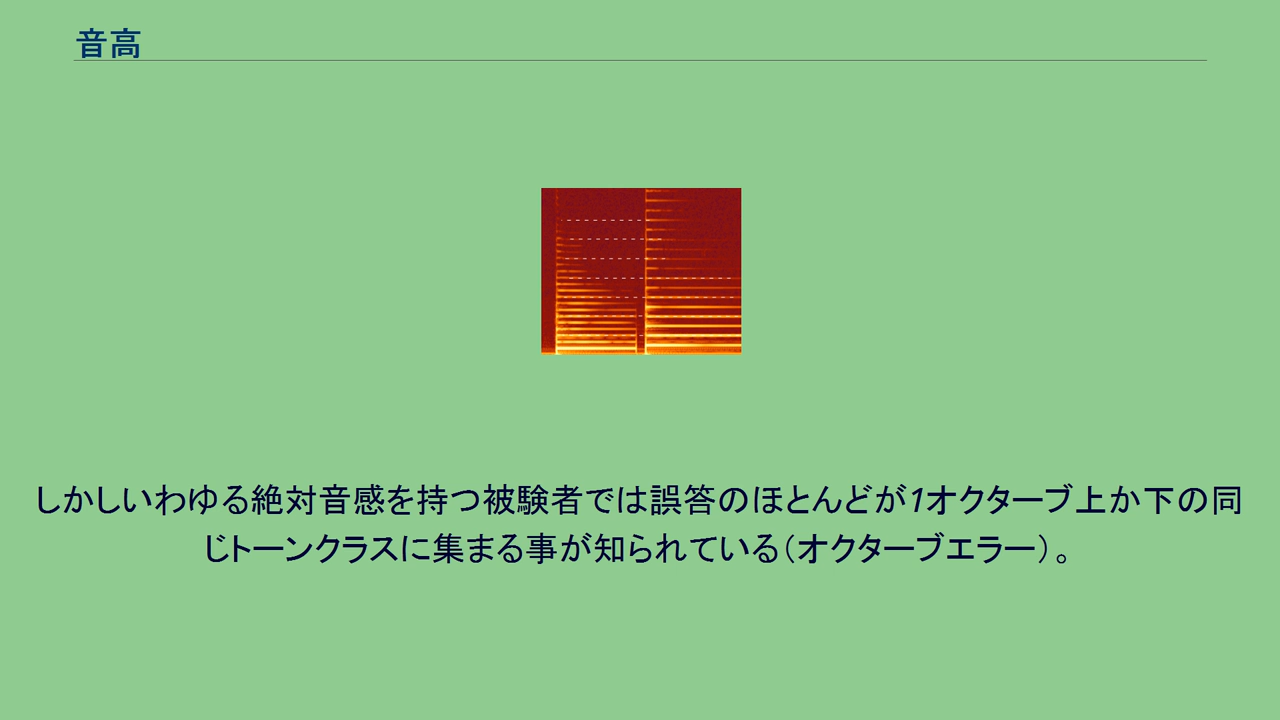 音高
しかしいわゆる絶対音感を持つ被験者では誤答のほとんどが1オクターブ上か下の同
じトーンクラスに集まる事が知られている（オクターブエラー）。